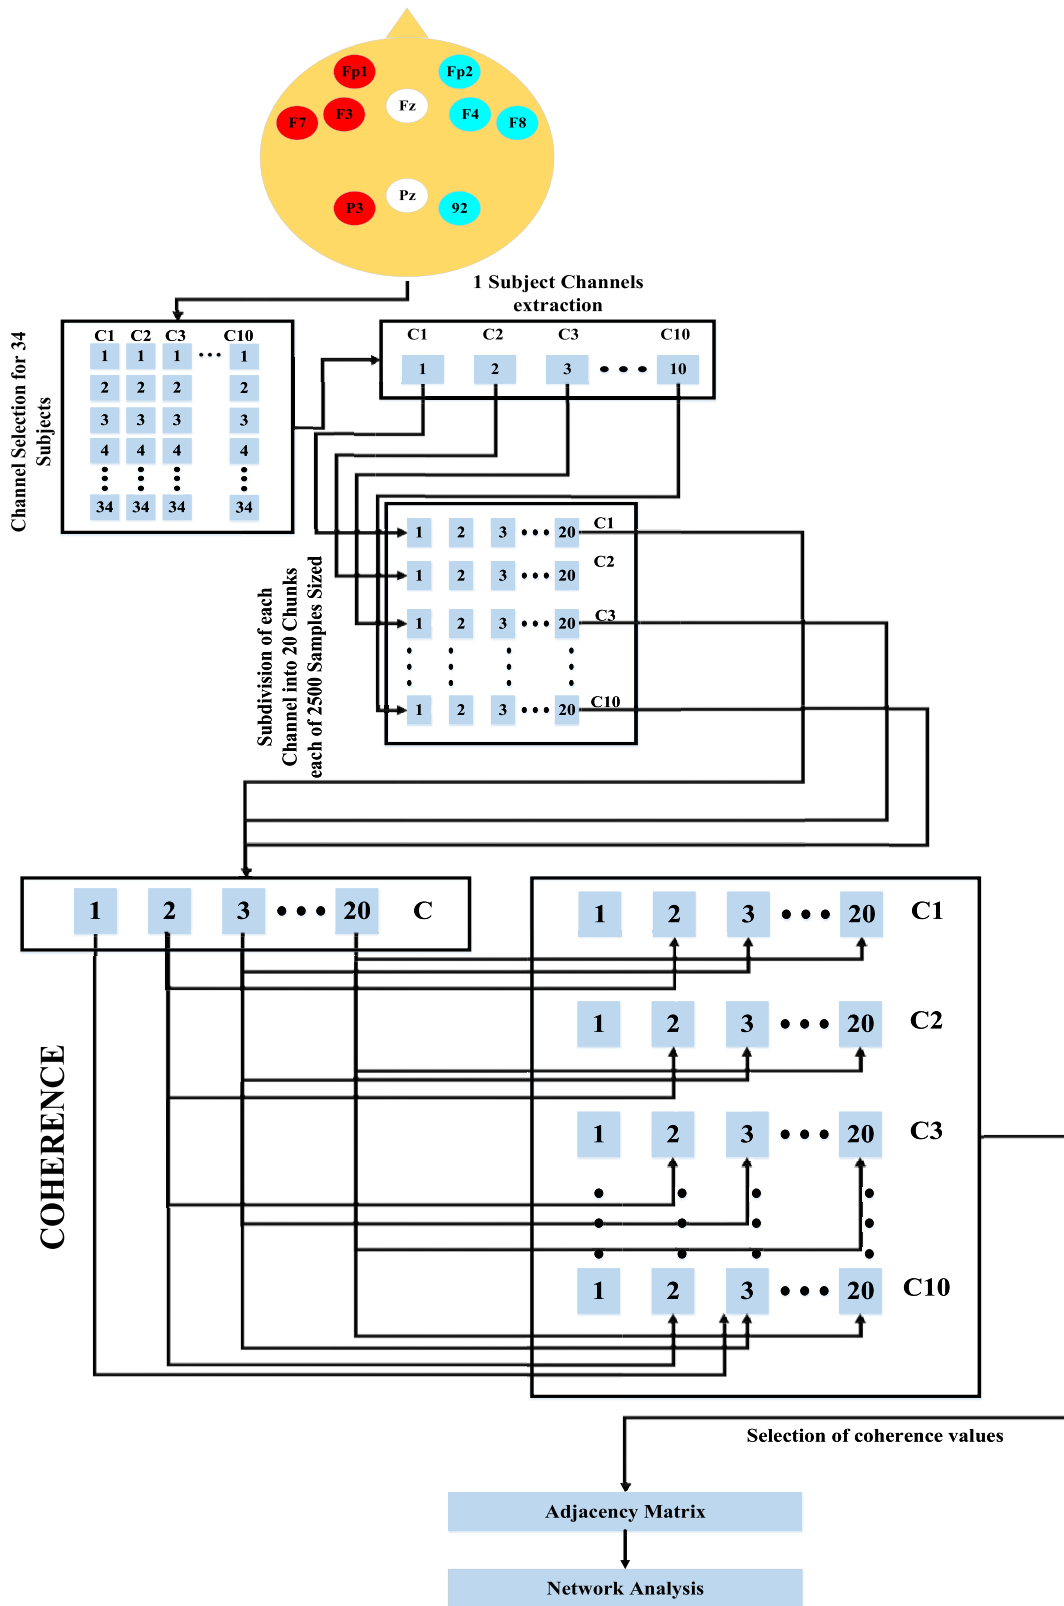 Fp1 Fp2
Fz
F7 F3 F4 F8
Pz
P3 92
1 Subject Channels
extraction
Channel Selection for 34
Subjects
C1 C2 C3 C10
1 1 1 1
2 2 2 2
3 3 3 3
4 4 4 4
34 34 34 34
C1 C2 C3 C10
1 2 3 10
Subdivision of each
Channel into 20 Chunks
each of 2500 Samples Sized
1 2 3 20 C1
1 2 3 20 C2
1 2 3 20 C3
1 2 3 20 C10
1 2 3 20 C
COHERENCE
1 2 3 20 C1
1 2 3 20 C2
1 2 3 20 C3
1 2 3 20 C10
Selection of coherence values
Adjacency Matrix
Network Analysis